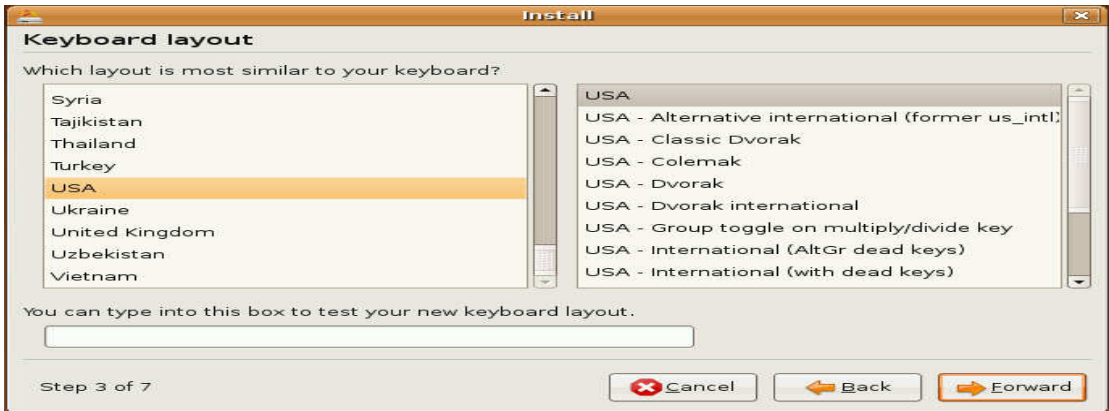 Install
Keyboard layout
Which layout is most similar to your keyboard?
Syria
Tajikistan
Thailand
Turkey
USA
Ukraine
United Kingdom
Uzbekistan
Vietnam
USA
USA - Alternative international (former us_intl)
USA - Classic Dvorak
USA - Colemak
USA - Dvorak
USA - Dvorak international
USA - Group toggle on multiply/divide key
USA - International (AltGr dead keys)
USA - International (with dead keys)
You can type into this box to test your new keyboard layout.
Step 3 of 7
Cancel
Back
Forward